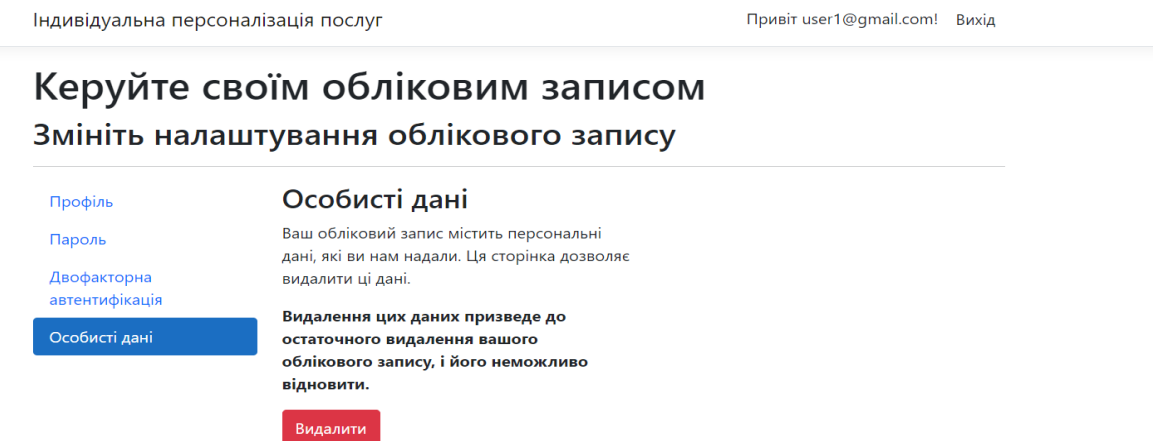 Індивідуальна персоналізація послуг
Привіт user1@gmail.com! Вихід
Керуйте своїм обліковим записом
Змініть налаштування облікового запису
Профіль
Пароль
Двофакторна
автентифікація
Особисті дані
Особисті дані
Ваш обліковий запис містить персональні
дані, які ви нам надали. Ця сторінка дозволяє
видалити ці дані.
Видалення цих даних призведе до
остаточного видалення вашого
облікового запису, і його неможливо
відновити.
Видалити